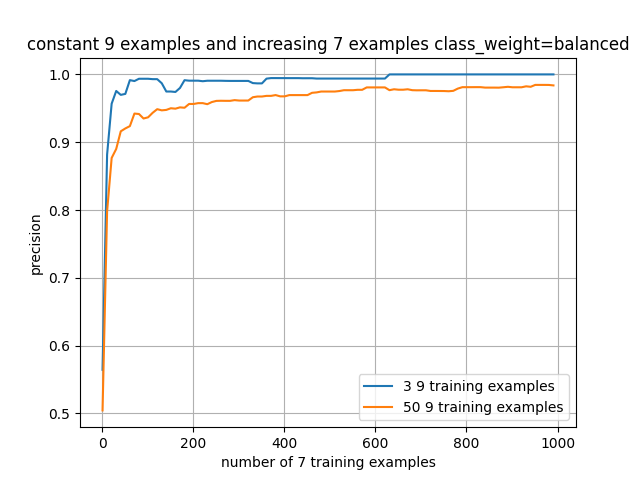 constant 9 examples and increasing 7 examples class_weight=balanced
1.0
0.9
0.8
0.7
0.6
0.5
precision
0
200
400
600
800
1000
number of 7 training examples
3 9 training examples
50 9 training examples